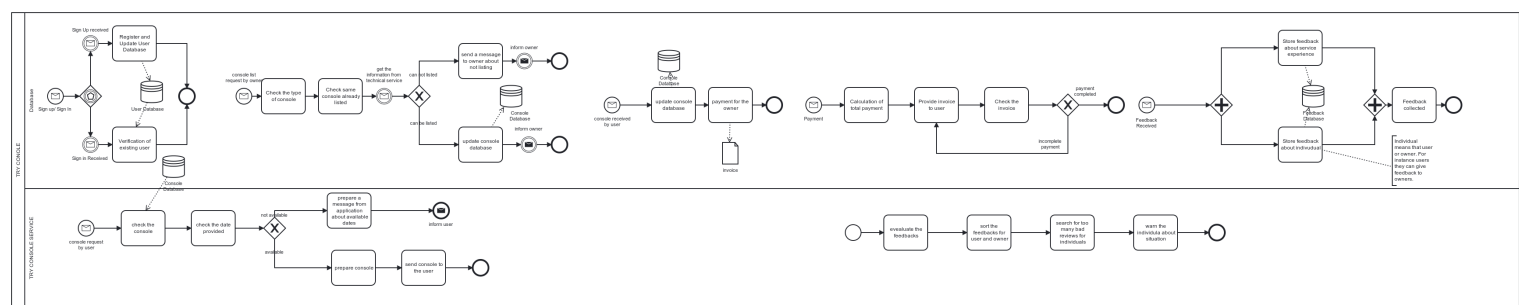 TRY CONOLE
Database
Sign up/ Sign in
Sign Up received
Register and
Update User
Database
User Database
Sign in Received
Verification of
existing user
console list
request by owner
Check the type
of console
Check same
console already
listed
get the
information from
technical service
can not listed
send a message
to owner about
not listing
inform owner
can be listed
update console
database
Console
Database
inform owner
console received
by user
Console
Database
update console
database
payment for the
owner
invoice
Payment
Calculation of
total payment
Provide invoice
to user
Check the
invoice
payment
completed
incomplete
payment
Feedback
Received
Store feedback
about service
experience
Feedback
Database
Store feedback
about indivudual
Feedback
collected
Individual
means that user
or owner. For
instance users
they can give
feedback to
owners.
TRY CONSOLE SERVICE
Console
Database
console request
by user
check the
console
check the date
provided
not available
prepare a
message from
application
about available
dates
inform user
available
prepare console
send console to
the user
evealuate the
feedbacks
sort the
feedbacks for
user and owner
search for too
many bad
reviews for
individuals
warn the
individula about
situation